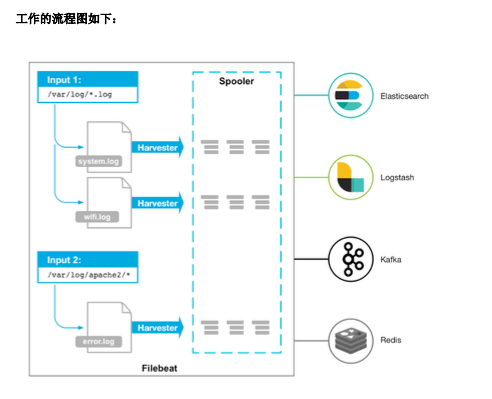 工作的流程图如下：
Input 1:
/var/log/*.log
Spooler
system.log
Harvester
wifi.log
Harvester
Input 2:
/var/log/apache2/*
error.log
Harvester
Filebeat
Elasticsearch
Logstash
Kafka
Redis